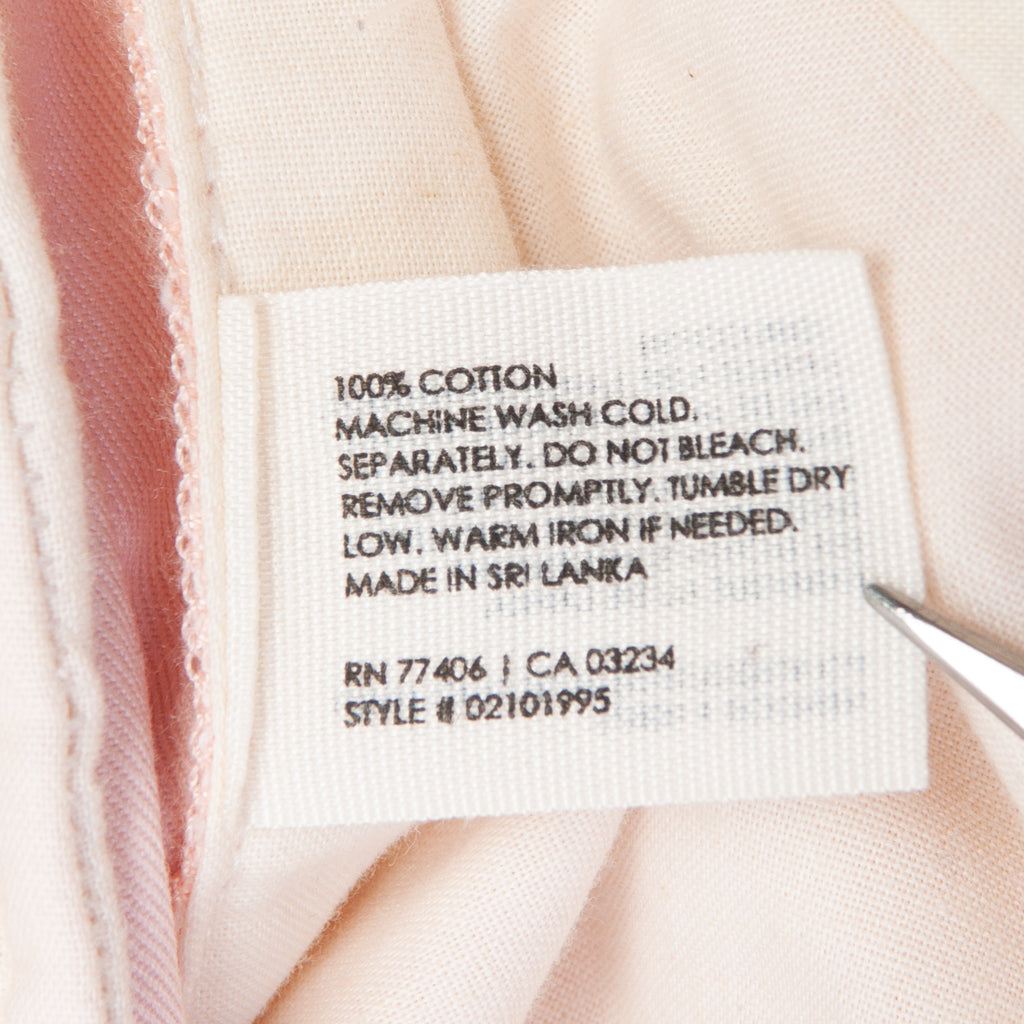 100% COTTON
MACHINE WASH COLD.
SEPARATELY. DO NOT BLEACH.
REMOVE PROMPTLY. TUMBLE DRY
LOW. WARM IRON IF NEEDED.
MADE IN SRI LANKA
RN 77406 | CA 03234
STYLE # 02101995